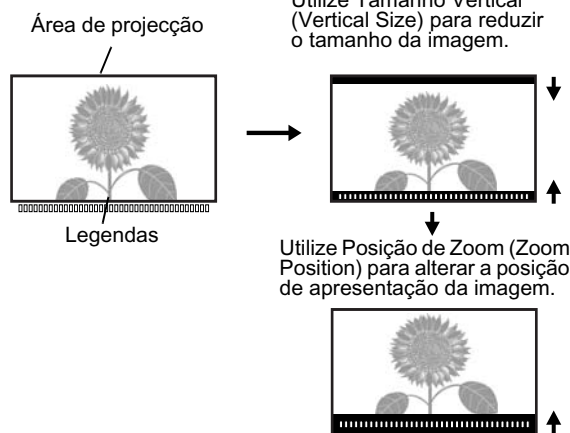 Utilize Tamanho Vertical
(Vertical Size) para reduzir
o tamanho da imagem.
Área de projecção
Legendas
Utilize Posição de Zoom (Zoom
Position) para alterar a posição
de apresentação da imagem.